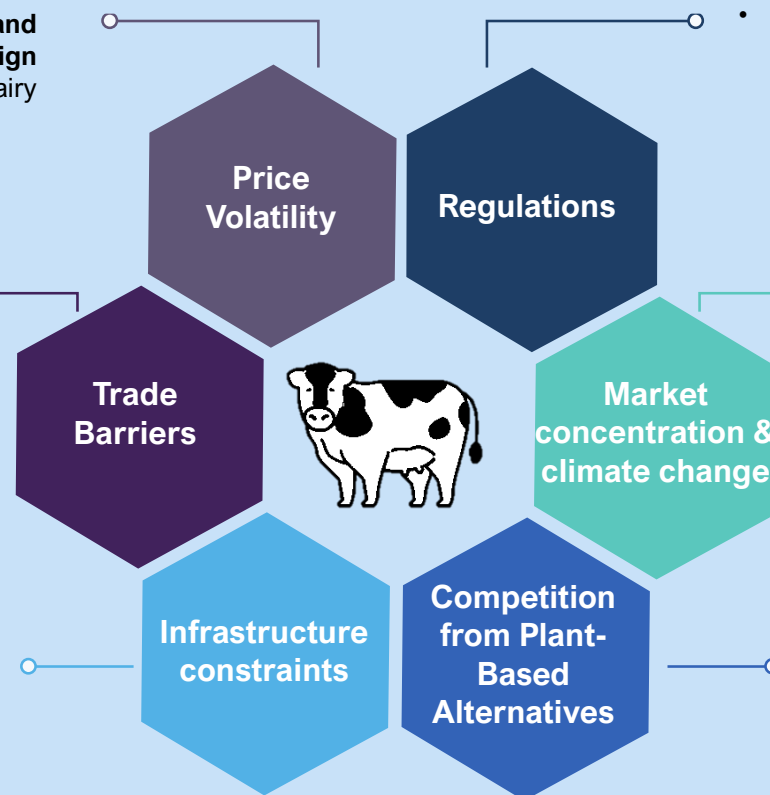 and
ign
airy
•
Price
Volatility
Regulations
Trade
Barriers
Market
concentration &
climate change
Infrastructure
constraints
Competition
from Plant-
Based
Alternatives